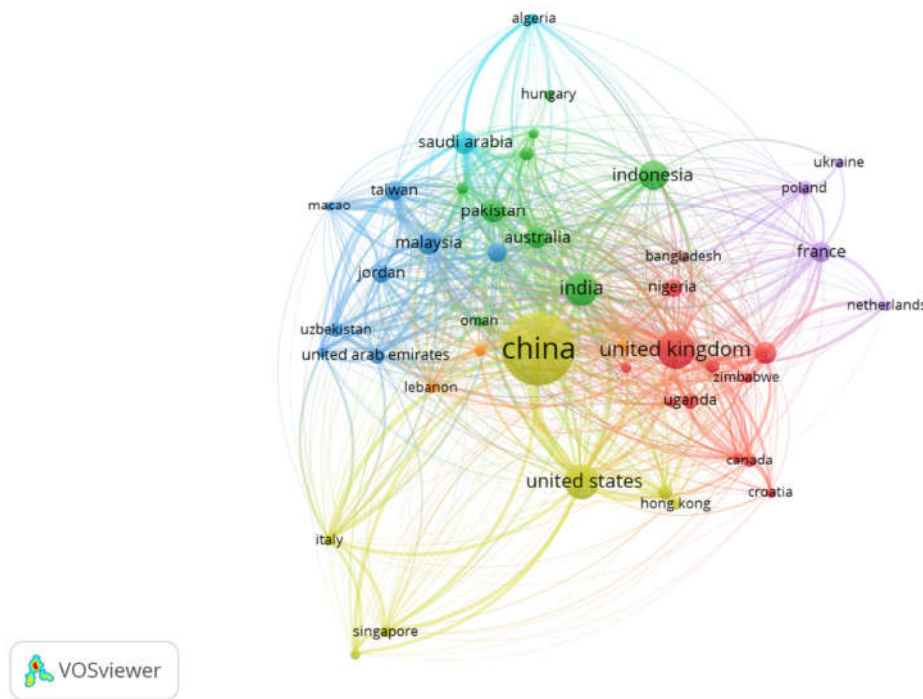 algeria
hungary
saudi arabia
ukraine
indonesia
poland
taiwan
macao
pakistan
australia
malaysia
france
bangladesh
jordan
india
nigeria
netherlands
oman
uzbekistan
china
united kingdom
united arab emirates
zimbabwe
lebanon
uganda
canada
united states
croatia
hong kong
italy
singapore
VOSviewer